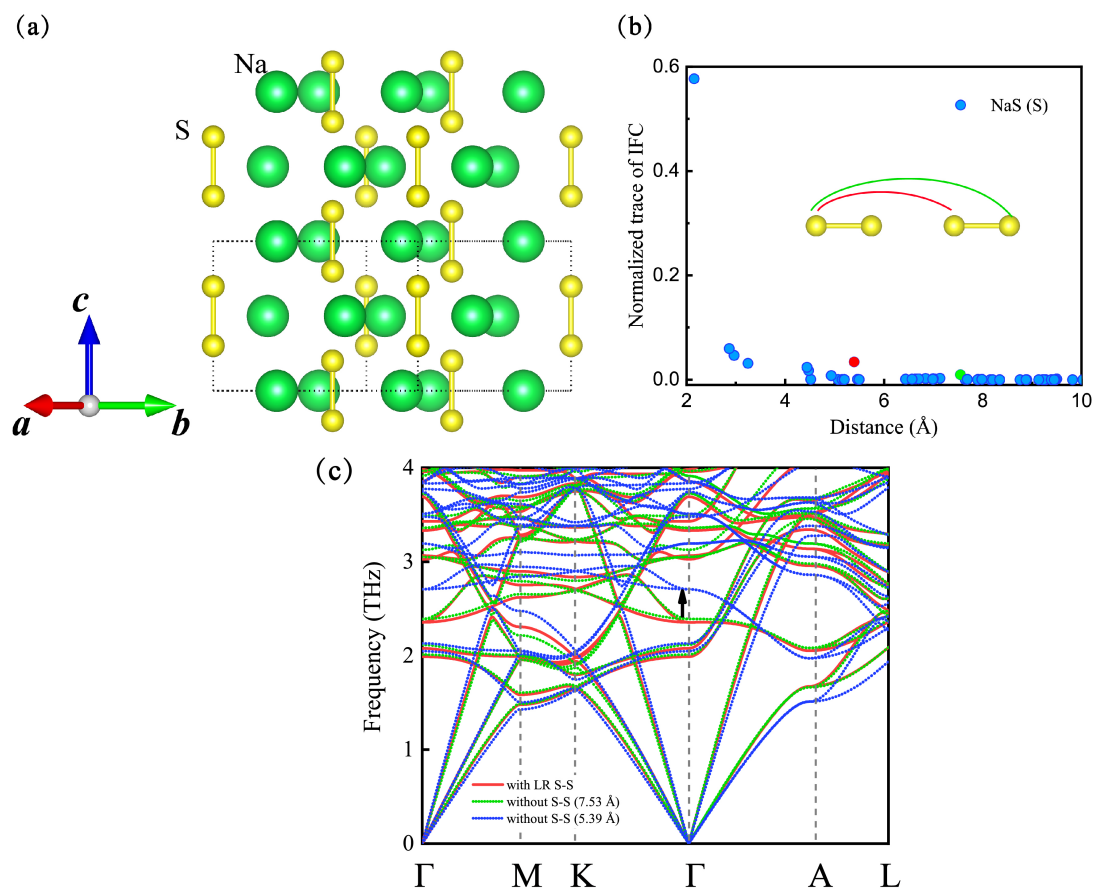 (a)
Na
S
c
a
b
(b)
0.6
0.4
0.2
0.0
Normalized trace of IFC
NaS (S)
2
4
6
8
10
Distance (Å)
(c)
4
3
2
1
0
Frequency (THz)
with LR S-S
without S-S (7.53 Å)
without S-S (5.39 Å)
Γ
M
K
Γ
A
L